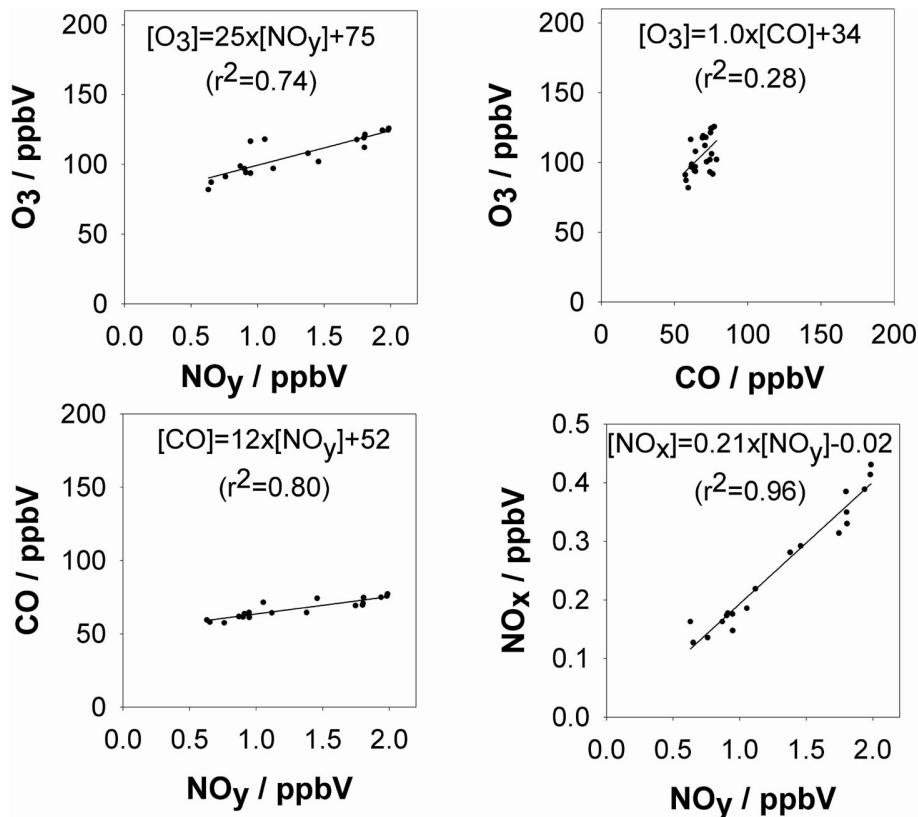 [O3]=25x[NOy]+75
(r2=0.74)
200
150
100
50
0
O3 / ppbV
0.0 0.5 1.0 1.5 2.0
NOy / ppbV
[O3]=1.0x[CO]+34
(r2=0.28)
200
150
100
50
0
O3 / ppbV
0 50 100 150 200
CO / ppbV
[CO]=12x[NOy]+52
(r2=0.80)
200
150
100
50
0
CO / ppbV
0.0 0.5 1.0 1.5 2.0
NOy / ppbV
[NOx]=0.21x[NOy]-0.02
(r2=0.96)
0.5
0.4
0.3
0.2
0.1
0.0
NOx / ppbV
0.0 0.5 1.0 1.5 2.0
NOy / ppbV